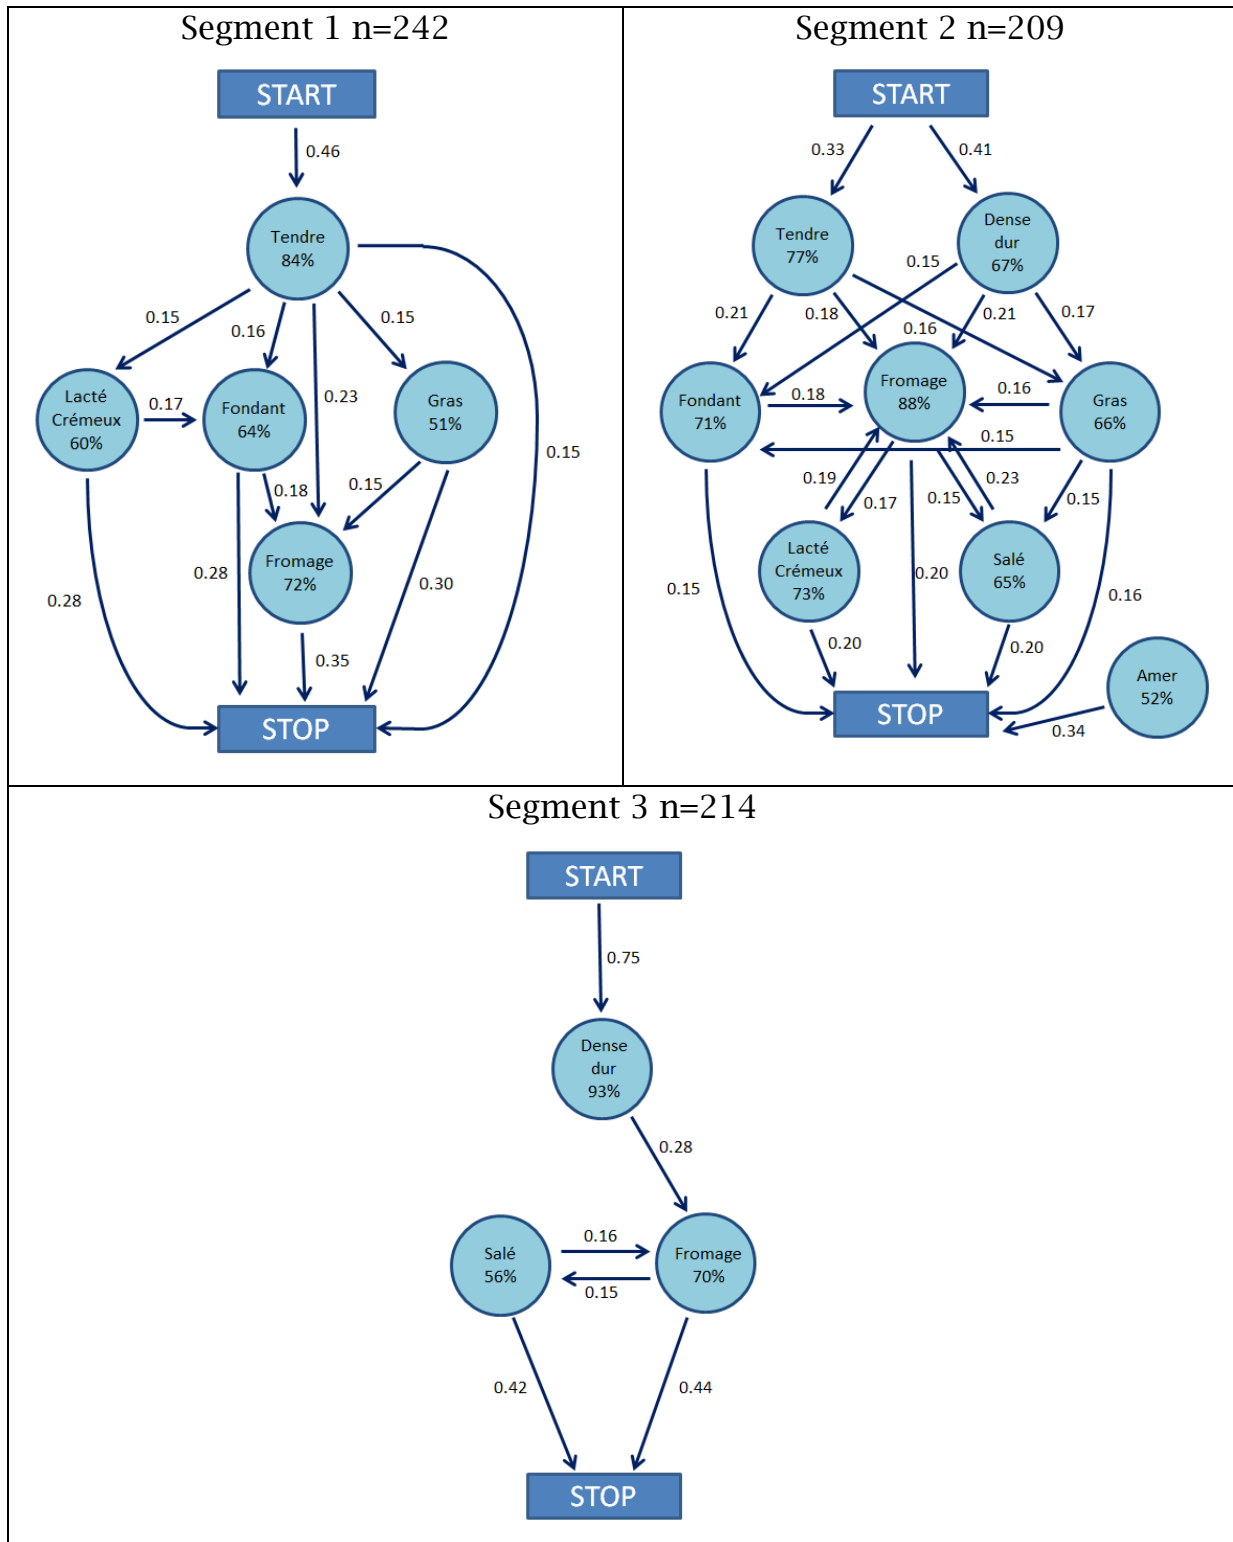 Segment 1 n=242
START
0.46
Tendre
84%
0.15
0.16
0.15
0.23
Lacté
Crémeux
60%
0.17
Fondant
64%
Gras
51%
0.15
0.18
0.15
Fromage
72%
0.28
0.28
0.30
0.35
STOP
Segment 2 n=209
START
0.33
0.41
Tendre
77%
Dense
dur
67%
0.15
0.21
0.18
0.16
0.21
0.17
Fondant
71%
0.18
Fromage
88%
0.16
Gras
66%
0.15
0.19
0.17
0.15
0.23
0.15
Lacté
Crémeux
73%
Salé
65%
0.15
0.20
0.16
0.20
0.20
Amer
52%
STOP
0.34
Segment 3 n=214
START
0.75
Dense
dur
93%
0.28
Salé
56%
0.16
Fromage
70%
0.15
0.42
0.44
STOP